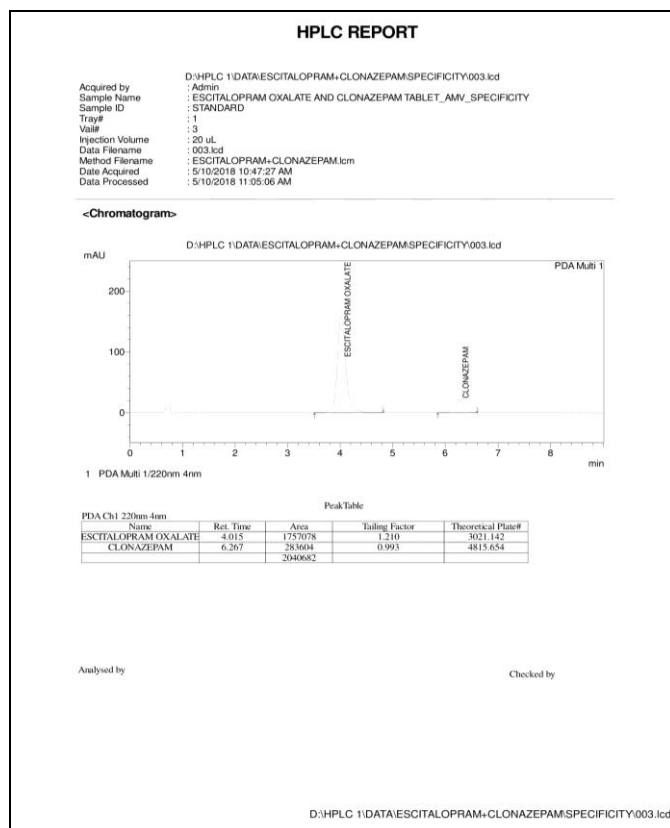 HPLC REPORT
D:\HPLC 1\DATA\ESCITALOPRAM+CLONAZEPAM\SPECIFICITY\003.lcd
Acquired by : Admin
Sample Name : ESCITALOPRAM OXALATE AND CLONAZEPAM TABLET_AMV_SPECIFICITY
Sample ID : STANDARD
Tray# : 1
Vail# : 3
Injection Volume : 20 uL
Data Filename : 003.lcd
Method Filename : ESCITALOPRAM+CLONAZEPAM.lcm
Date Acquired : 5/10/2018 10:47:27 AM
Data Processed : 5/10/2018 11:05:06 AM
<Chromatogram>
D:\HPLC 1\DATA\ESCITALOPRAM+CLONAZEPAM\SPECIFICITY\003.lcd
mAU
PDA Multi 1
200
100
0
ESCITALOPRAM OXALATE
CLONAZEPAM
0 1 2 3 4 5 6 7 8
min
1 PDA Multi 1/220nm 4nm
PeakTable
PDA Ch1 220nm 4nm
Name Ret. Time Area Tailing Factor Theoretical Plate#
ESCITALOPRAM OXALATE 4.015 1757078 1.210 3021.142
CLONAZEPAM 6.267 283604 0.993 4815.654
2040682
Analysed by
Checked by
D:\HPLC 1\DATA\ESCITALOPRAM+CLONAZEPAM\SPECIFICITY\003.lcd